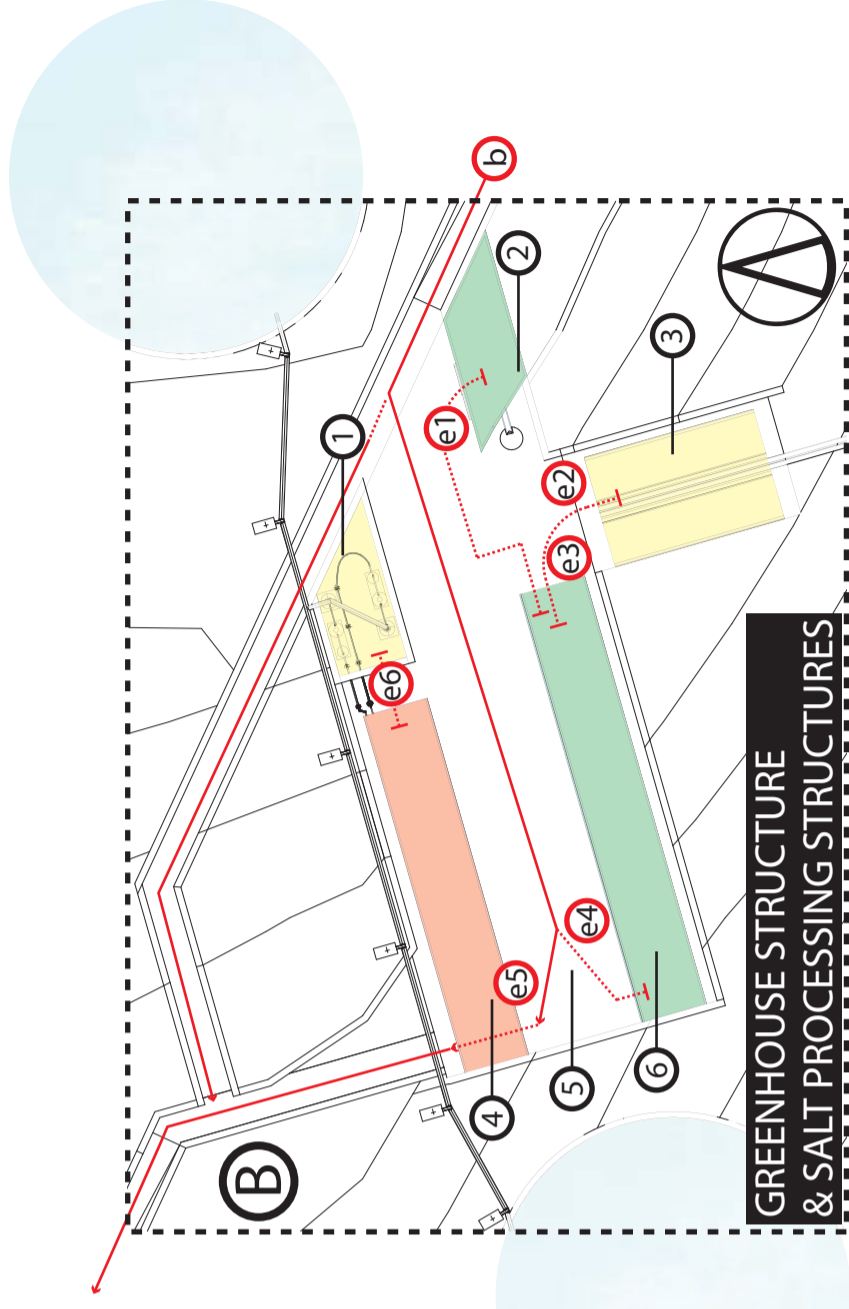 b
1
2
3
e1
e2
e3
e6
e4
e5
4
5
6
B
GREENHOUSE STRUCTURE
& SALT PROCESSING STRUCTURES